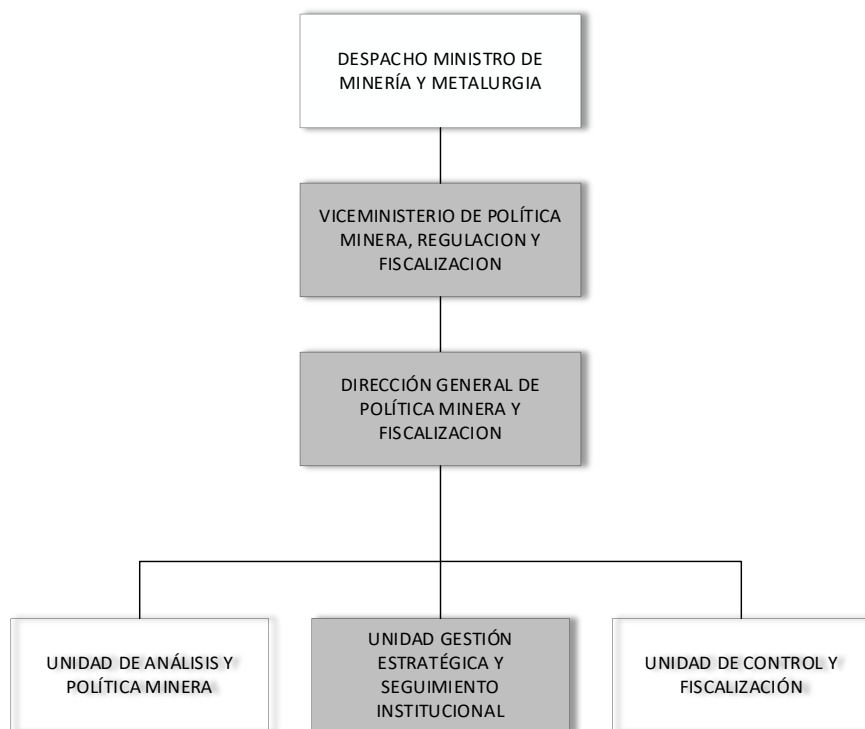 DESPACHO MINISTRO DE
MINERÍA Y METALURGIA
VICEMINISTERIO DE POLÍTICA
MINERA, REGULACION Y
FISCALIZACION
DIRECCIÓN GENERAL DE
POLÍTICA MINERA Y
FISCALIZACION
UNIDAD DE ANÁLISIS Y
POLÍTICA MINERA
UNIDAD GESTIÓN
ESTRATÉGICA Y
SEGUIMIENTO
INSTITUCIONAL
UNIDAD DE CONTROL Y
FISCALIZACIÓN